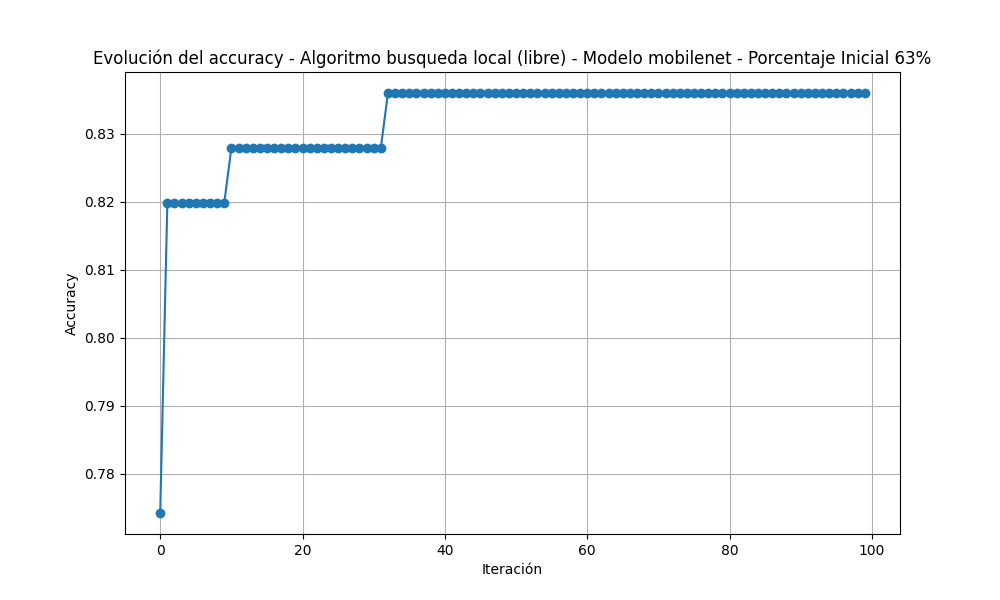 Evolución del accuracy - Algoritmo busqueda local (libre) - Modelo mobilenet - Porcentaje Inicial 63%
0.83
0.82
0.81
0.80
0.79
0.78
Accuracy
0 20 40 60 80 100
Iteración